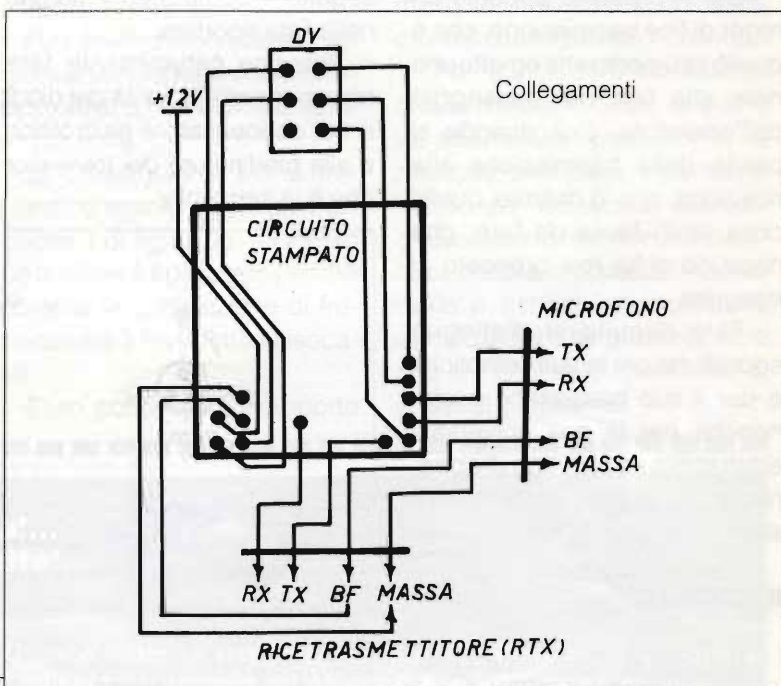 DV
+12V
Collegamenti
CIRCUITO
STAMPATO
MICROFONO
TX
RX
BF
MASSA
RX TX BF MASSA
RICETRASMETTITORE (RTX)